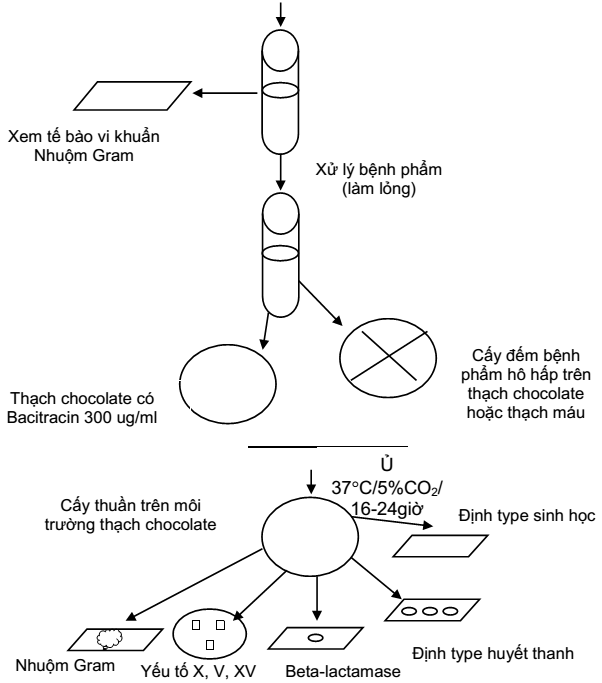 Xem tế bào vi khuẩn
Nhuộm Gram
Xử lý bệnh phẩm
(làm lỏng)
Thạch chocolate có
Bacitracin 300 ug/ml
Cấy đếm bệnh
phẩm hô hấp trên
thạch chocolate
hoặc thạch máu
Ủ
37°C/5%CO₂/
16-24giờ
Cấy thuần trên môi
trường thạch chocolate
Định type sinh học
Định type huyết thanh
Nhuộm Gram
Yếu tố X, V, XV
Beta-lactamase